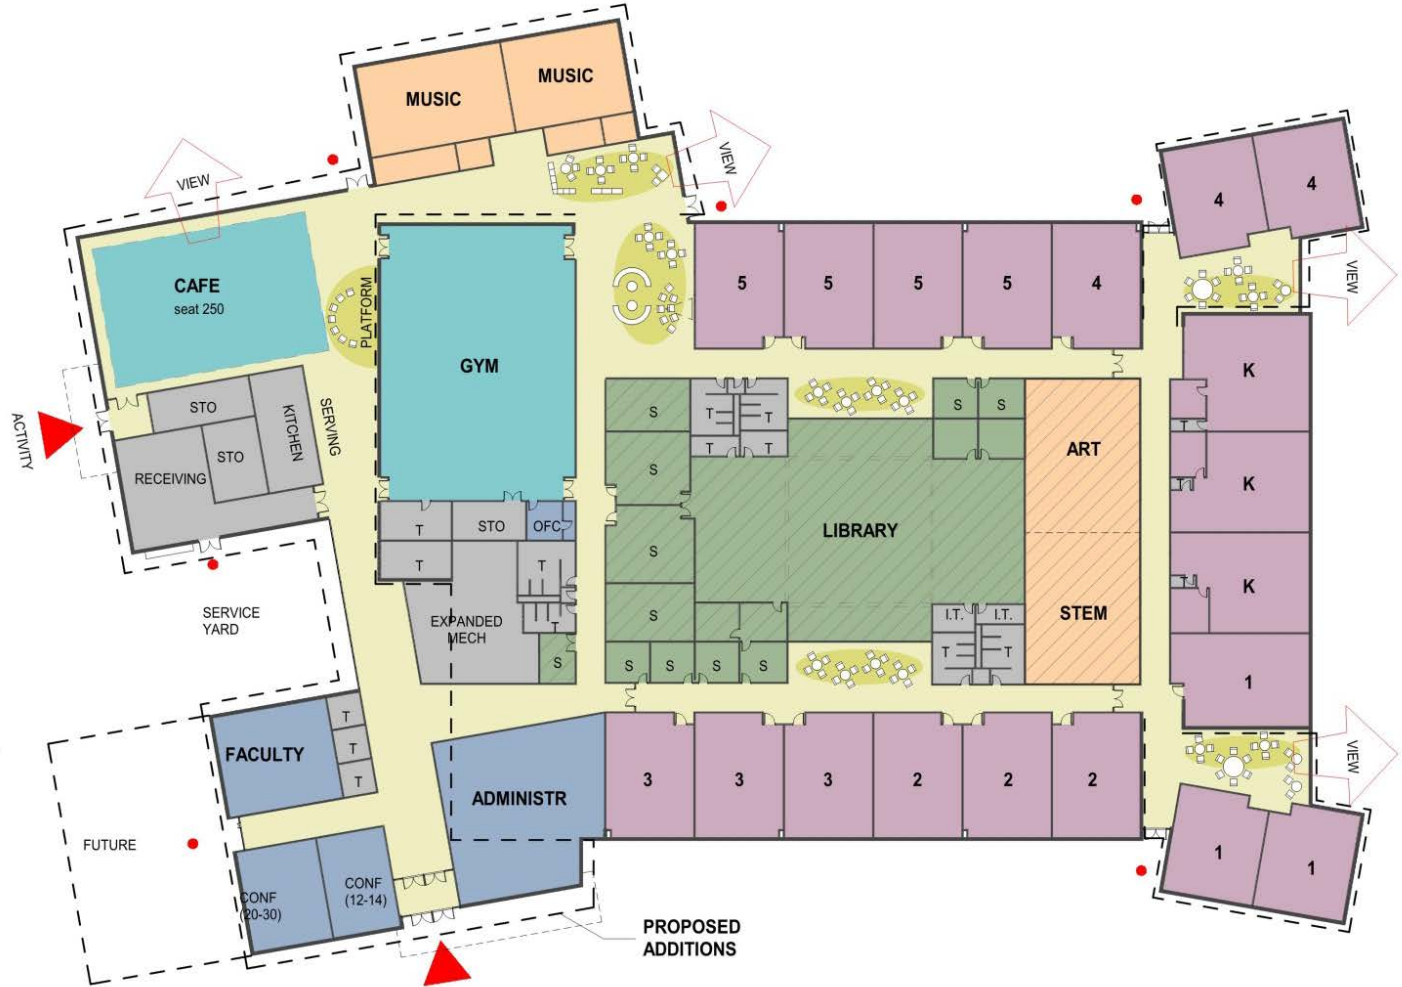 MUSIC
MUSIC
VIEW
VIEW
4
4
CAFE
seat 250
PLATFORM
GYM
5
5
5
5
4
VIEW
K
STO
KITCHEN
SERVING
ACTIVITY
RECEIVING
STO
S
T
T
T
T
S
S
ART
T
S
K
T
LIBRARY
T
STO
OFC
S
T
T
K
T
EXPANDED
MECH
T
S
I.T.
I.T.
STEM
T
T
SERVICE
YARD
S
S
S
S
S
1
FACULTY
T
T
T
ADMINISTR
3
3
3
2
2
2
VIEW
FUTURE
CONF
(20-30)
CONF
(12-14)
1
1
PROPOSED
ADDITIONS